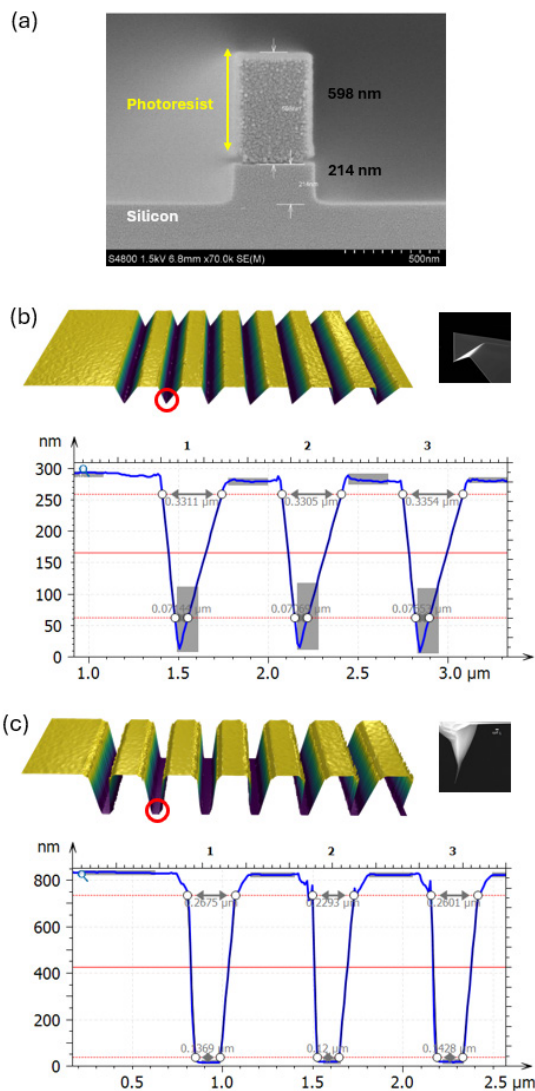 (a)
Photoresist
598 nm
214 nm
214nm
Silicon
S4800 1.5kV 6.8mm x70.0k SE(M)
500nm
(b)
nm
1 2 3
300
250
200
150
100
50
0
0.3311 µm 0.3305 µm 0.3354 µm
1.0 1.5 2.0 2.5 3.0 µm
(c)
nm
1 2 3
800
600
400
200
0
0.2675 µm 0.2293 µm 0.2601 µm
0.1369 µm 0.12 µm 0.1428 µm
0.5 1.0 1.5 2.0 2.5 µm